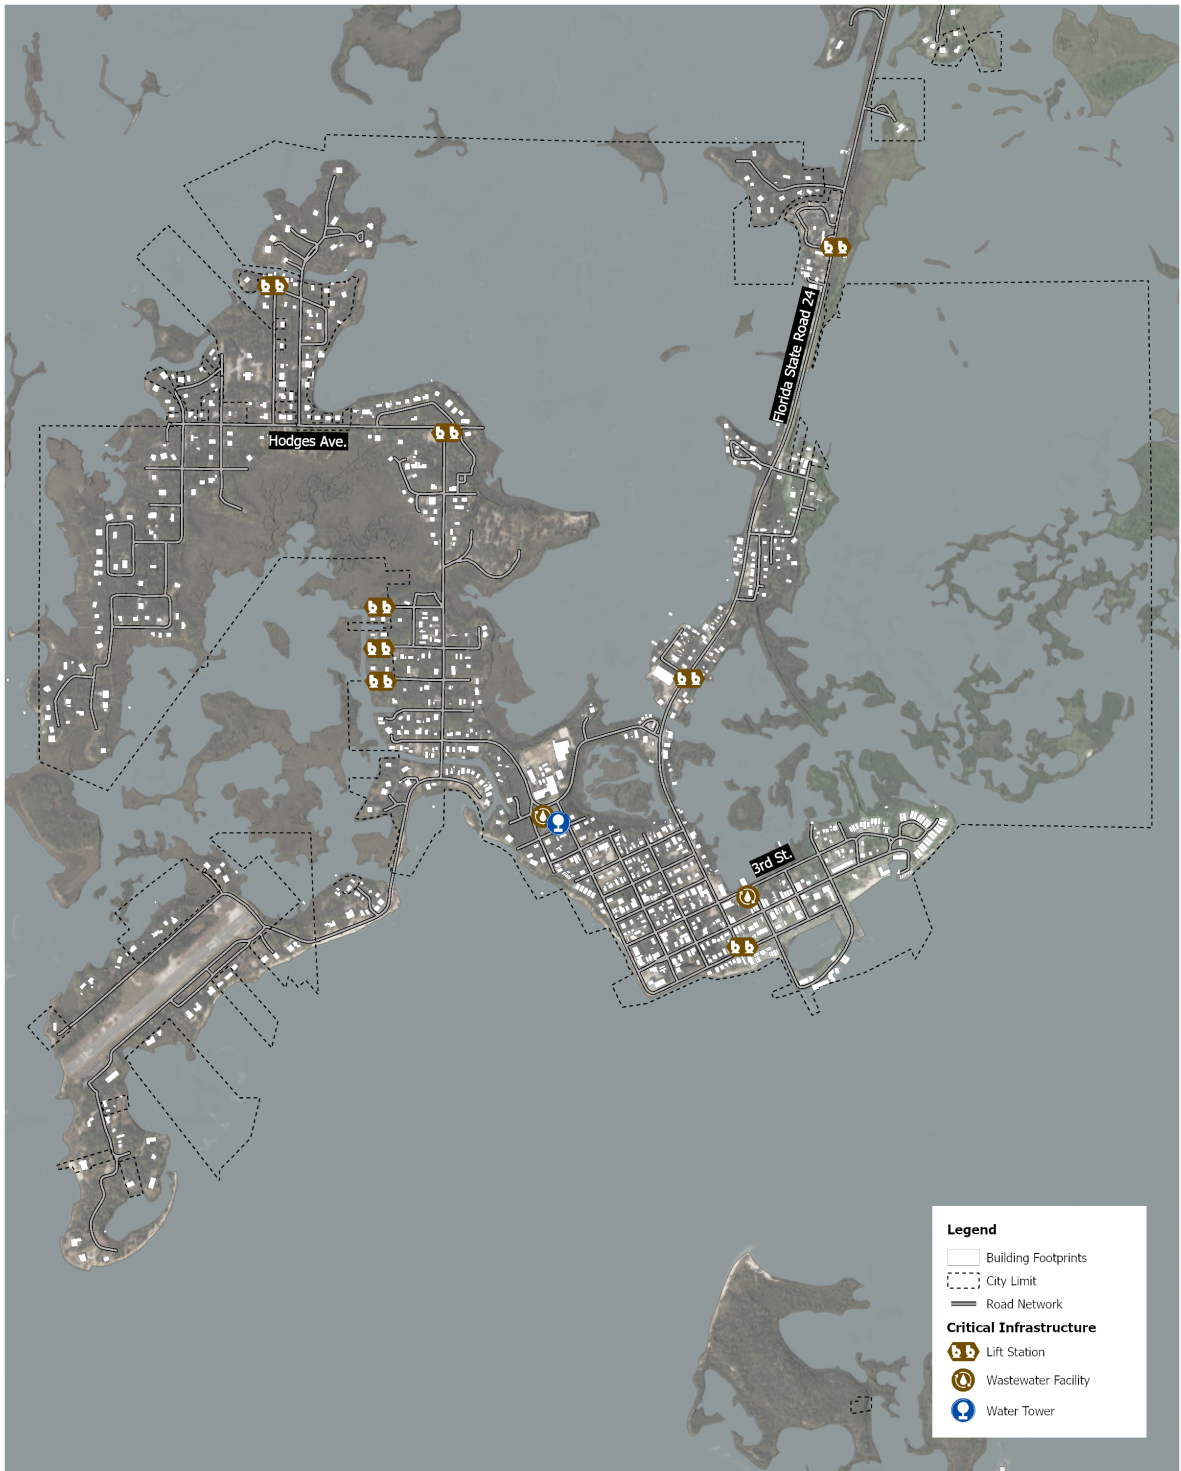 Florida State Road 24
Hodges Ave.
3rd St.
Legend
Building Footprints
City Limit
Road Network
Critical Infrastructure
Lift Station
Wastewater Facility
Water Tower